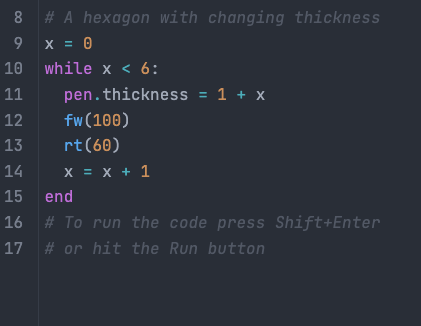 8 # A hexagon with changing thickness
9 x = 0
10 while x < 6:
11   pen.thickness = 1 + x
12   fw(100)
13   rt(60)
14   x = x + 1
15 end
16 # To run the code press Shift+Enter
17 # or hit the Run button